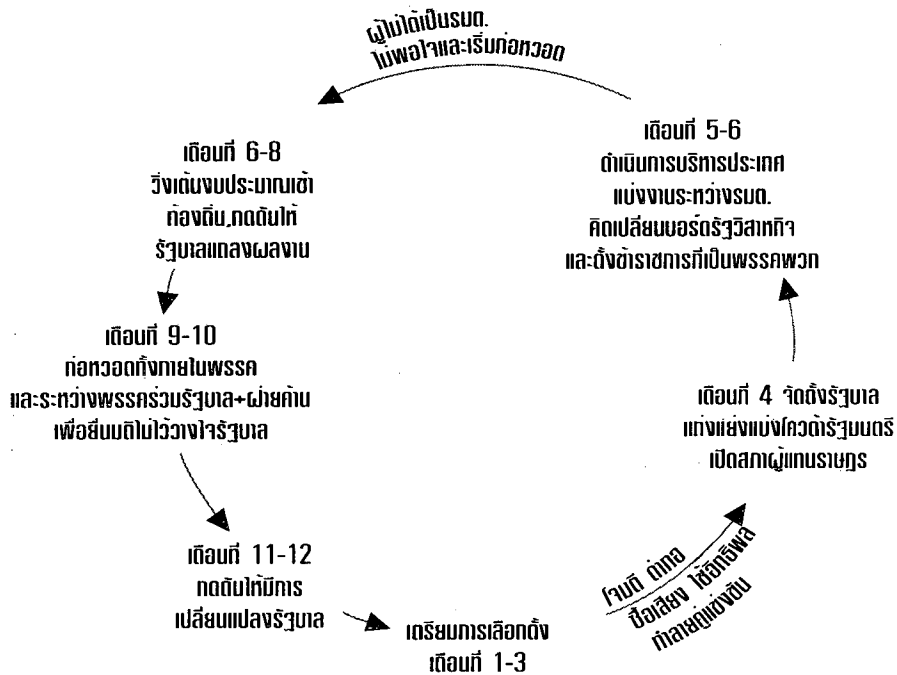 ผู้ไม่ได้เป็นรมต.
ไม่พอใจและเริ่มก่อหวอด
เดือนที่ 5-6
ดำเนินการบริหารประเทศ
แบ่งงานระหว่างรมต.
คิดเปลี่ยนบอร์ดรัฐวิสาหกิจ
และตั้งข้าราชการที่เป็นพรรคพวก
เดือนที่ 6-8
วิ่งเต้นงบประมาณเข้า
ท้องถิ่น,กดดันให้
รัฐบาลแถลงผลงาน
เดือนที่ 9-10
ก่อหวอดทั้งภายในพรรค
และระหว่างพรรคร่วมรัฐบาล+ฝ่ายค้าน
เพื่อยื่นมติไม่ไว้วางใจรัฐบาล
เดือนที่ 4 จัดตั้งรัฐบาล
แก่งแย่งแบ่งโควต้ารัฐมนตรี
เปิดสภาผู้แทนราษฎร
เดือนที่ 11-12
กดดันให้มีการ
เปลี่ยนแปลงรัฐบาล
เตรียมการเลือกตั้ง
เดือนที่ 1-3
โจมตี ด่าทอ
ซื้อเสียง ใช้อิทธิพล
ทำลายคู่แข่งขัน